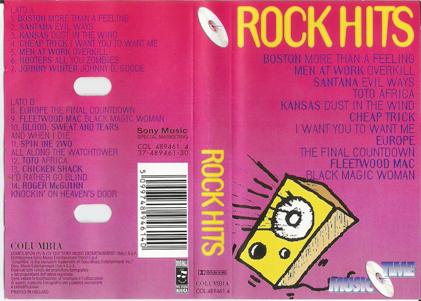 LATO A
1. BOSTON MORE THAN A FEELING
2. SANTANA EVIL WAYS
3. KANSAS DUST IN THE WIND
4. CHEAP TRICK I WANT YOU TO WANT ME
5. MEN AT WORK OVERKILL
6. HOOTERS ALL YOU ZOMBIES
7. JOHNNY WINTER JOHNNY B. GOODE
LATO B
8. EUROPE THE FINAL COUNTDOWN
9. FLEETWOOD MAC BLACK MAGIC WOMAN
10. BLOOD, SWEAT AND TEARS
AND WHEN I DIE
11. SPIN 1NE 2WO
ALL ALONG THE WATCHTOWER
12. TOTO AFRICA
13. CHICKEN SHACK
I'D RATHER GO BLIND
14. ROGER McGUINN
KNOCKIN' ON HEAVEN'S DOOR
COLUMBIA
Sony Music
SPECIAL MARKETING
COL 489461 4
37-489461-30
5 099748 946140
ROCK HITS
COLUMBIA
COL 489461 4
ROCK HITS
BOSTON MORE THAN A FEELING
MEN AT WORK OVERKILL
SANTANA EVIL WAYS
TOTO AFRICA
KANSAS DUST IN THE WIND
CHEAP TRICK
I WANT YOU TO WANT ME
EUROPE
THE FINAL COUNTDOWN
FLEETWOOD MAC
BLACK MAGIC WOMAN
MUSIC TIME